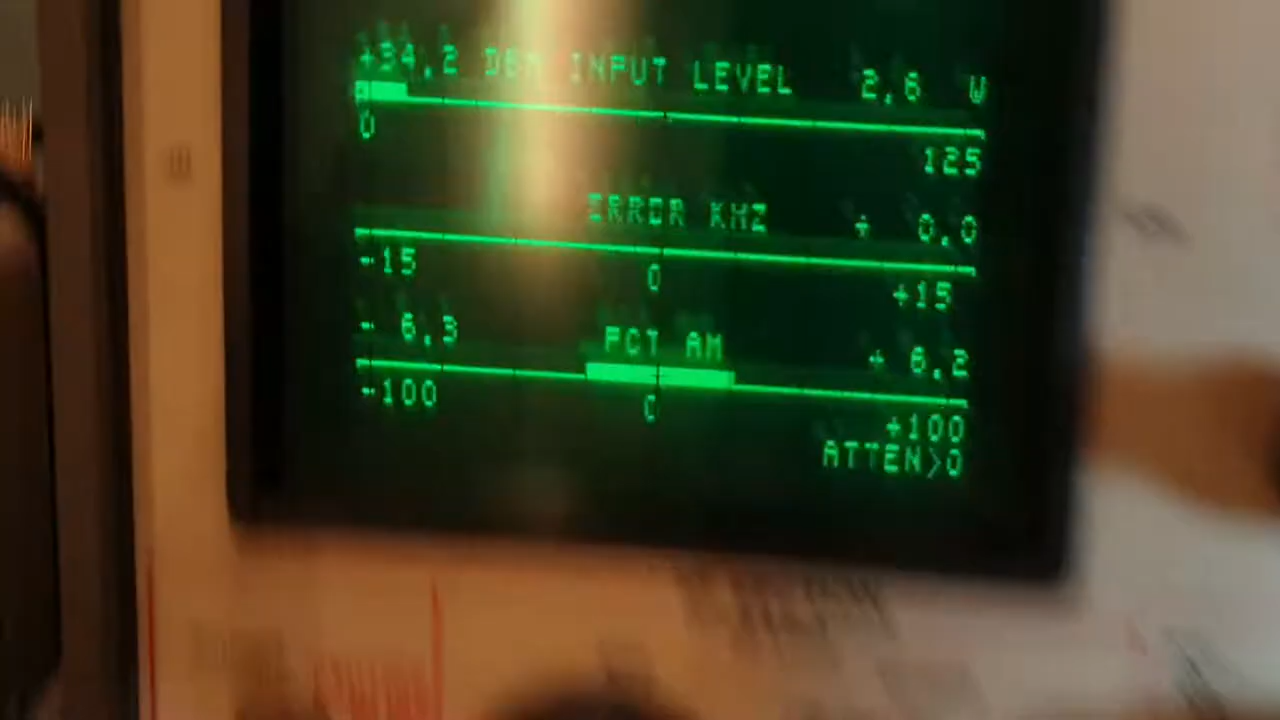 +34.2 DBM INPUT LEVEL 2.6 W
0 125
ERROR KHZ + 0.0
-15 0 +15
- 6.3 PCT AM + 6.2
-100 0 +100
ATTEN>0